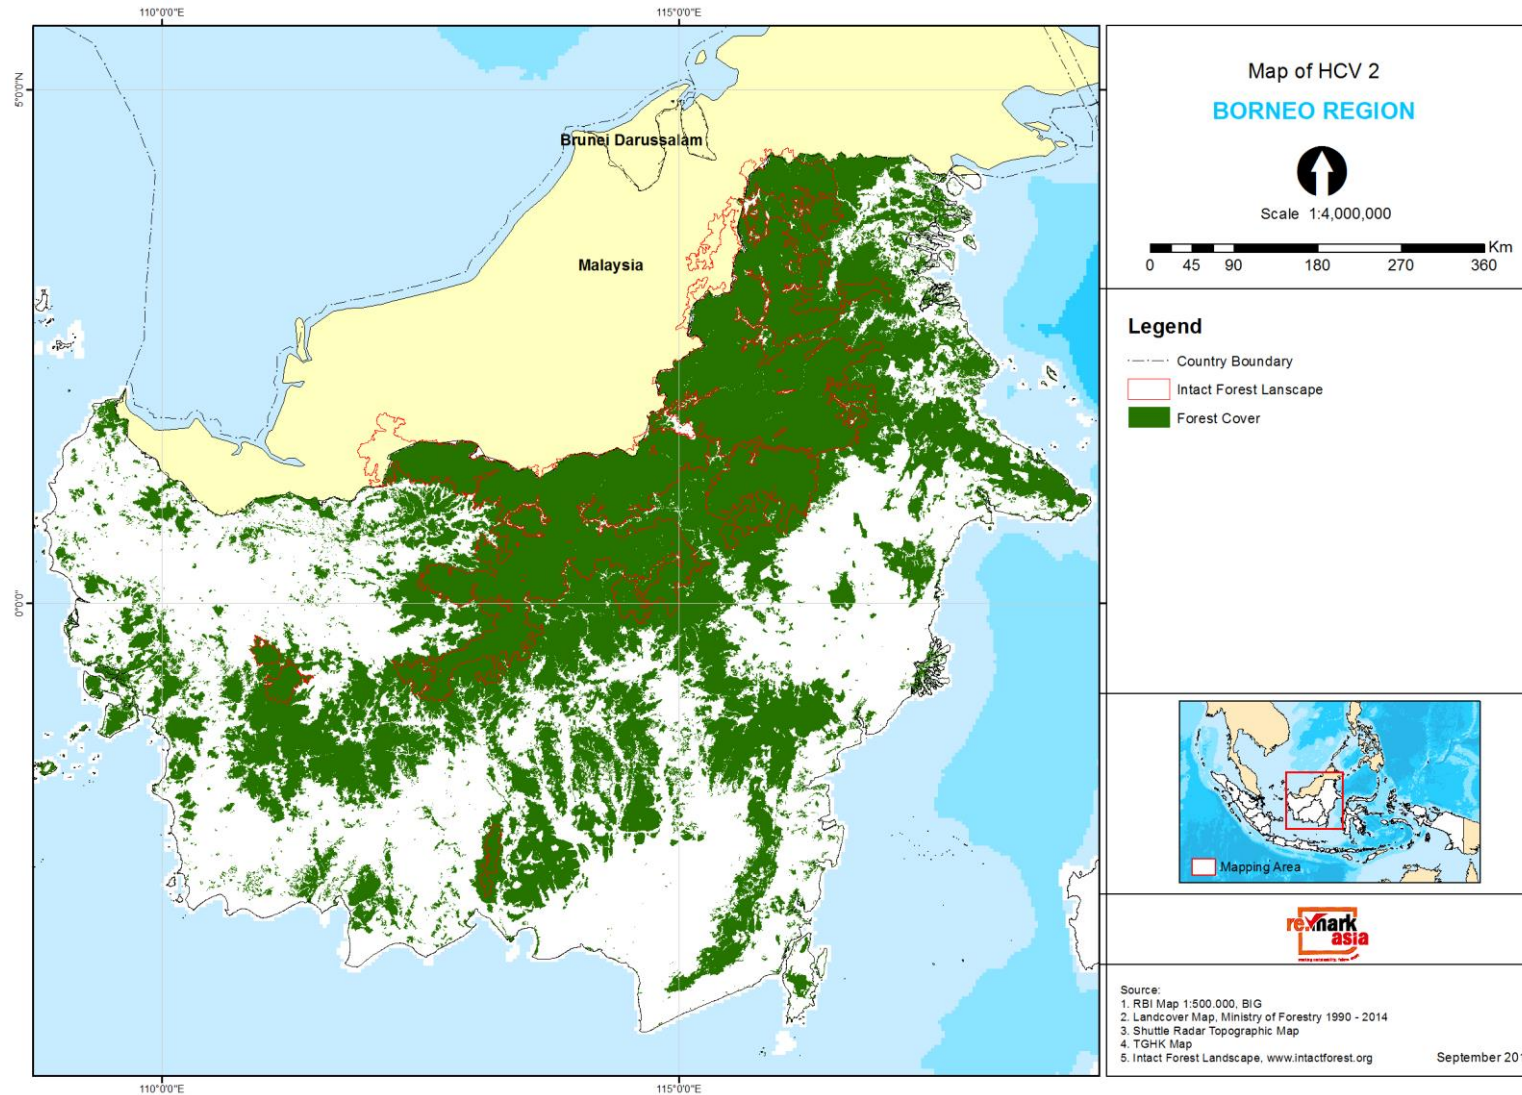 110°0'0"E
115°0'0"E
5°0'0"N
0°0'0"
Brunei Darussalam
Malaysia
110°0'0"E
115°0'0"E
Map of HCV 2
BORNEO REGION
Scale 1:4,000,000
Km
0 45 90 180 270 360
Legend
Country Boundary
Intact Forest Lanscape
Forest Cover
Mapping Area
re.mark
asia
Source:
1. RBI Map 1:500.000, BIG
2. Landcover Map, Ministry of Forestry 1990 - 2014
3. Shuttle Radar Topographic Map
4. TGHK Map
5. Intact Forest Landscape, www.intactforest.org
September 201